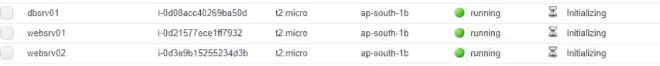 dbsrv01 i-0d08acc40269ba50d t2.micro ap-south-1b running Initializing
websrv01 i-0d21577ece1ff7932 t2.micro ap-south-1b running Initializing
websrv02 i-0d3e9b15255234d3b t2.micro ap-south-1b running Initializing